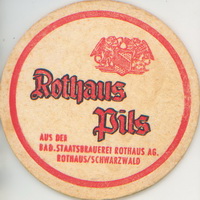 Rothaus
Pils
AUS DER
BAD. STAATSBRAUEREI ROTHAUS AG.
ROTHAUS/SCHWARZWALD